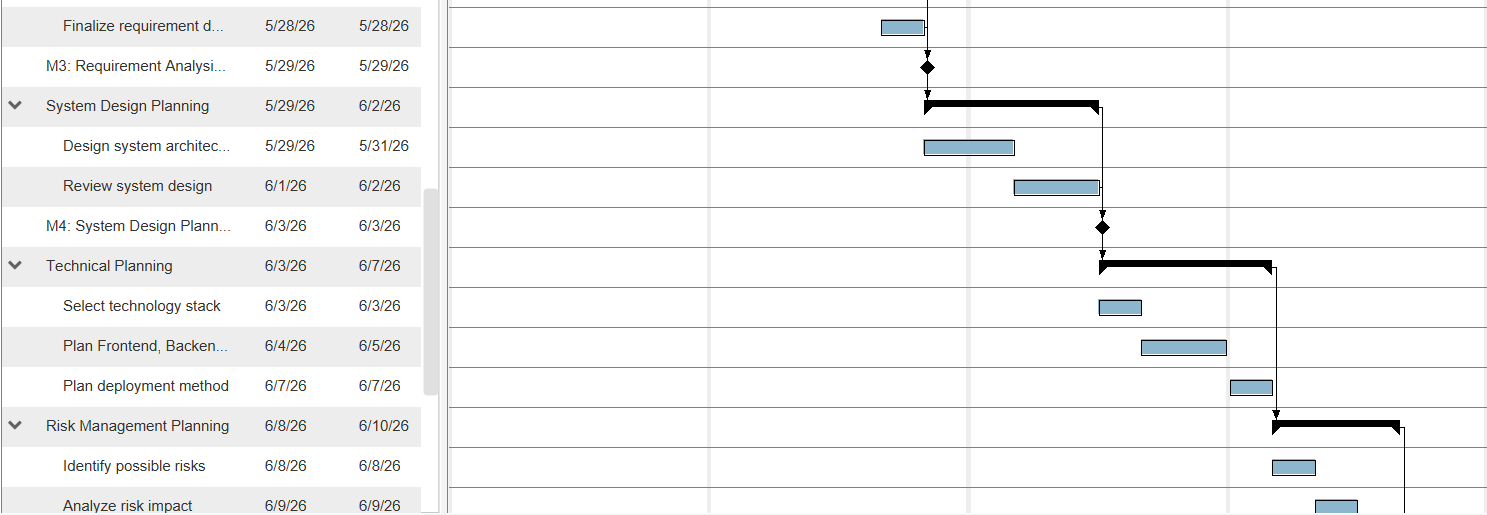 Finalize requirement d... 5/28/26 5/28/26
M3: Requirement Analysi... 5/29/26 5/29/26
System Design Planning 5/29/26 6/2/26
Design system architec... 5/29/26 5/31/26
Review system design 6/1/26 6/2/26
M4: System Design Plann... 6/3/26 6/3/26
Technical Planning 6/3/26 6/7/26
Select technology stack 6/3/26 6/3/26
Plan Frontend, Backen... 6/4/26 6/5/26
Plan deployment method 6/7/26 6/7/26
Risk Management Planning 6/8/26 6/10/26
Identify possible risks 6/8/26 6/8/26
Analyze risk impact 6/9/26 6/9/26